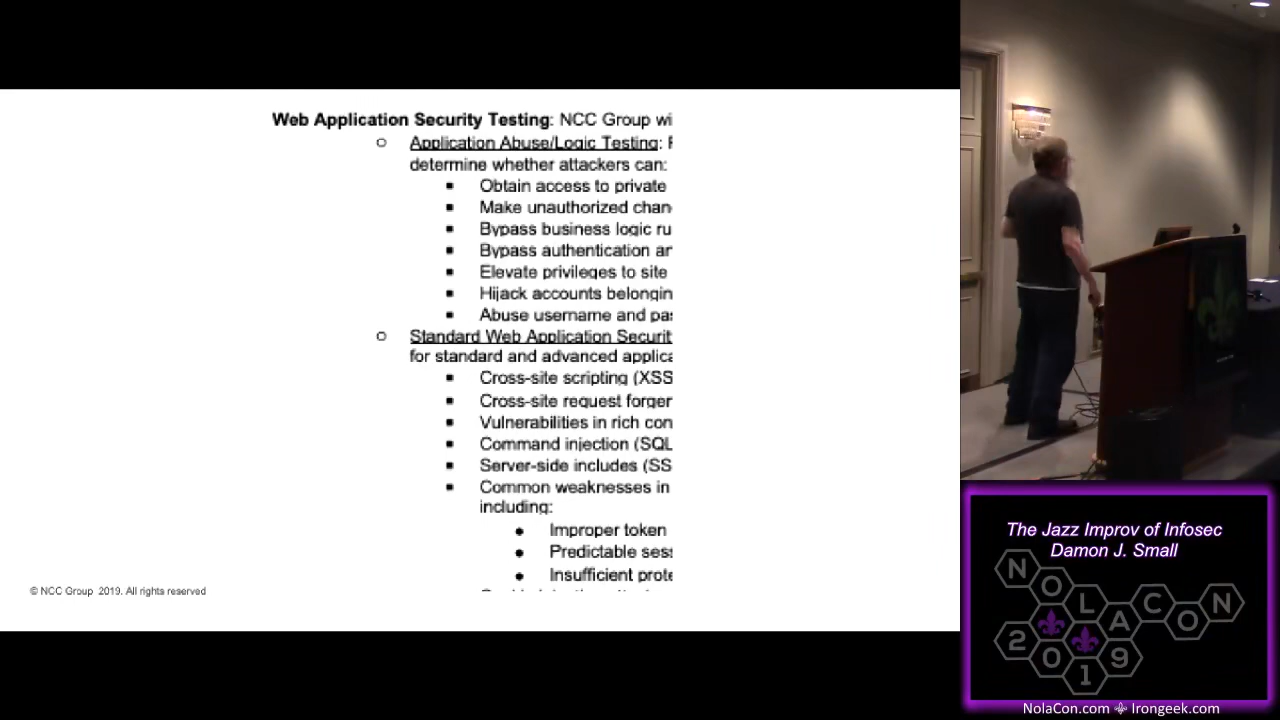 Web Application Security Testing: NCC Group wi
Application Abuse/Logic Testing:
determine whether attackers can:
Obtain access to private
Make unauthorized chan
Bypass business logic ru
Bypass authentication an
Elevate privileges to site
Hijack accounts belongin
Abuse username and pa
Standard Web Application Securit
for standard and advanced applica
Cross-site scripting (XSS
Cross-site request forger
Vulnerabilities in rich con
Command injection (SQL
Server-side includes (SS
Common weaknesses in
including:
Improper token
Predictable sess
Insufficient prote
© NCC Group 2019. All rights reserved
The Jazz Improv of Infosec
Damon J. Small
NOLACON
2019
NolaCon.com Irongeek.com